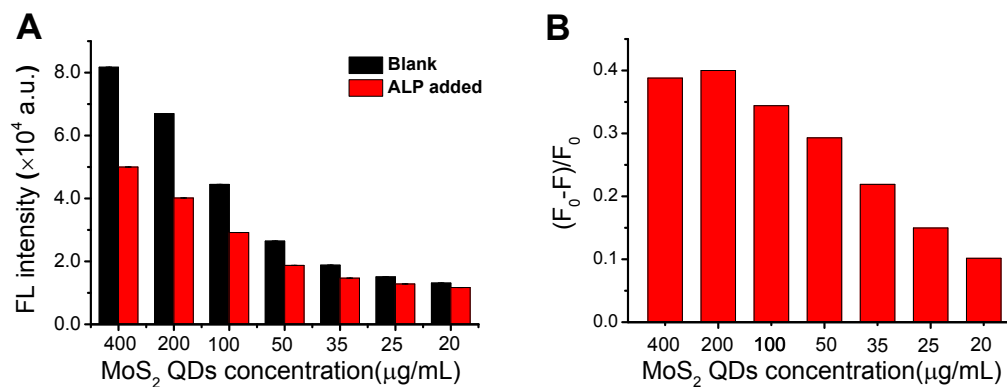 A
FL intensity (×10⁴ a.u.)
8.0
6.0
4.0
2.0
0.0
Blank
ALP added
400 200 100 50 35 25 20
MoS₂ QDs concentration(μg/mL)
B
(F₀-F)/F₀
0.4
0.3
0.2
0.1
0.0
400 200 100 50 35 25 20
MoS₂ QDs concentration(μg/mL)